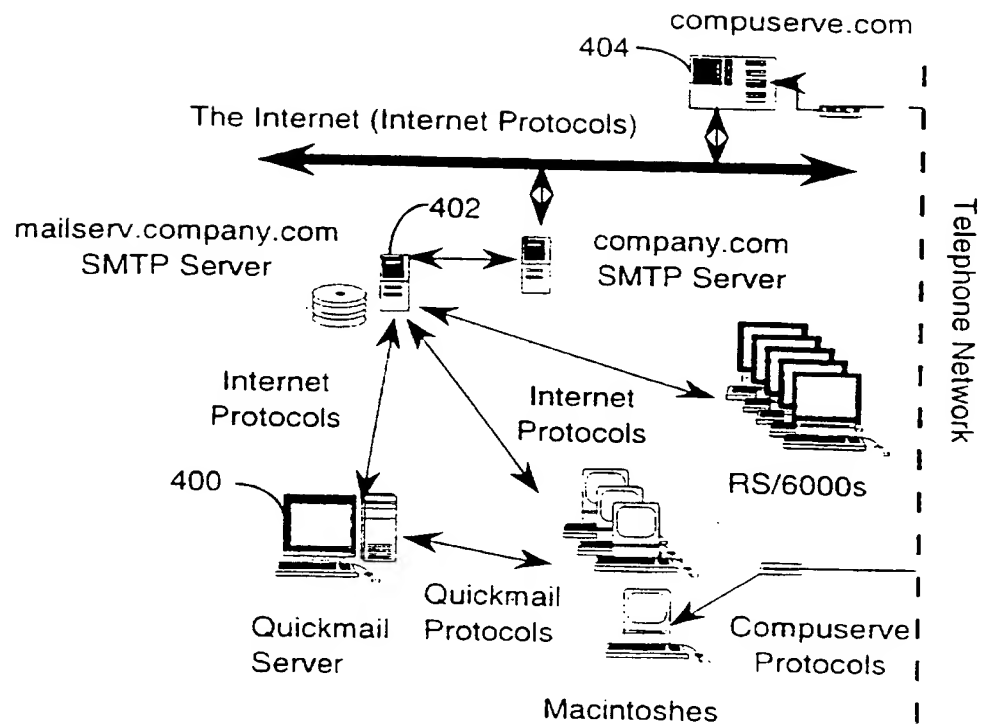 compuserve.com
404
The Internet (Internet Protocols)
402
mailserv.company.com
SMTP Server
company.com
SMTP Server
Telephone Network
Internet
Protocols
Internet
Protocols
RS/6000s
400
Quickmail
Server
Quickmail
Protocols
Compuserve
Protocols
Macintoshes